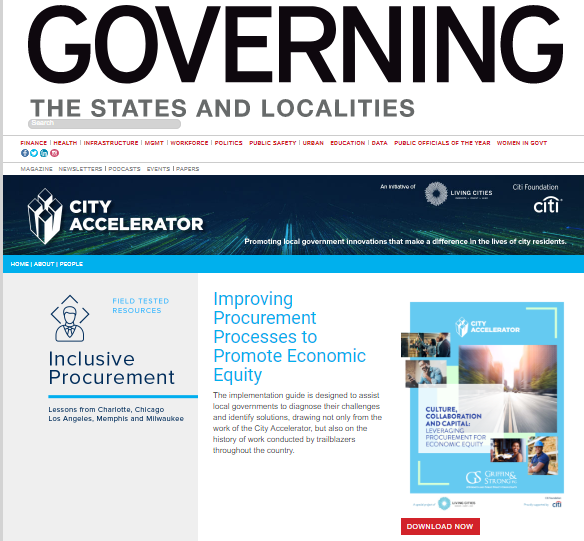 GOVERNING
THE STATES AND LOCALITIES
Search
FINANCE | HEALTH | INFRASTRUCTURE | MGMT | WORKFORCE | POLITICS PUBLIC SAFETY | URBAN EDUCATION | DATA PUBLIC OFFICIALS OF THE YEAR WOMEN IN GOVT
MAGAZINE NEWSLETTERS | PODCASTS EVENTS | PAPERS
An Initiative of
LIVING CITIES
Citi Foundation
citi
CITY
ACCELERATOR
Promoting local government innovations that make a difference in the lives of city residents.
HOME | ABOUT | PEOPLE
FIELD TESTED
RESOURCES
Inclusive
Procurement
Lessons from Charlotte, Chicago
Los Angeles, Memphis and Milwaukee
Improving
Procurement
Processes to
Promote Economic
Equity
The implementation guide is designed to assist
local governments to diagnose their challenges
and identify solutions, drawing not only from the
work of the City Accelerator, but also on the
history of work conducted by trailblazers
throughout the country.
CITY
ACCELERATOR
CULTURE,
COLLABORATION
AND CAPITAL:
LEVERAGING
PROCUREMENT FOR
ECONOMIC EQUITY
GRIFFIN &
STRONG
LIVING CITIES
citi
DOWNLOAD NOW